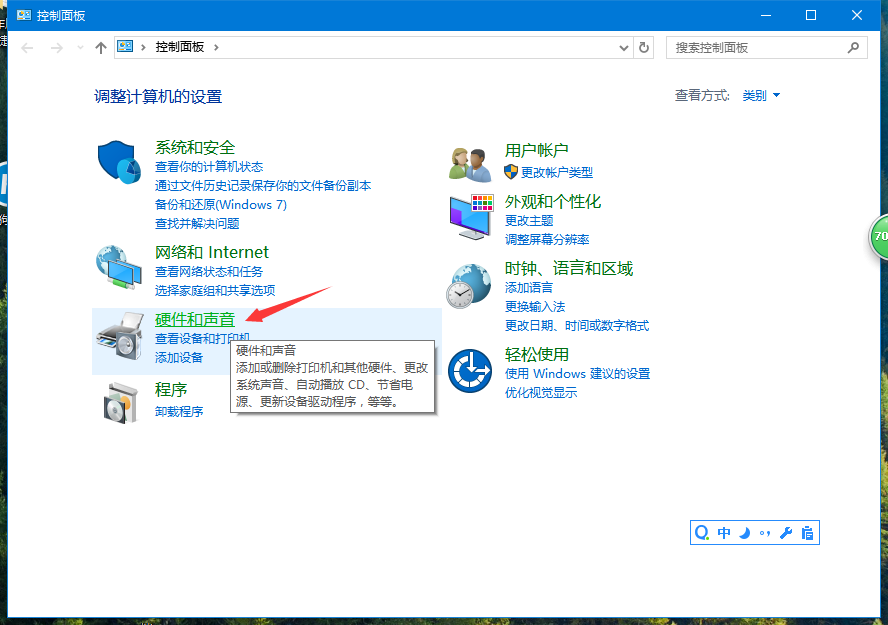 控制面板
控制面板
搜索控制面板
调整计算机的设置
查看方式: 类别
系统和安全
查看你的计算机状态
通过文件历史记录保存你的文件备份副本
备份和还原(Windows 7)
查找并解决问题
网络和 Internet
查看网络状态和任务
选择家庭组和共享选项
硬件和声音
查看设备和打印机
添加设备
硬件和声音
添加或删除打印机和其他硬件、更改
系统声音、自动播放 CD、节省电
源、更新设备驱动程序，等等。
程序
卸载程序
用户帐户
更改帐户类型
外观和个性化
更改主题
调整屏幕分辨率
时钟、语言和区域
添加语言
更换输入法
更改日期、时间或数字格式
轻松使用
使用 Windows 建议的设置
优化视觉显示
70
中